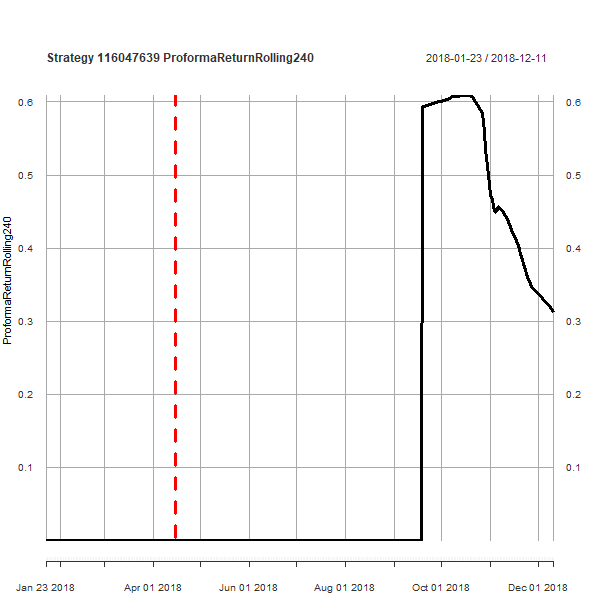 Strategy 116047639 ProformaReturnRolling240
2018-01-23 / 2018-12-11
0.6 0.6
0.5 0.5
0.4 0.4
ProformaReturnRolling240
0.3 0.3
0.2 0.2
0.1 0.1
Jan 23 2018 Apr 01 2018 Jun 01 2018 Aug 01 2018 Oct 01 2018 Dec 01 2018